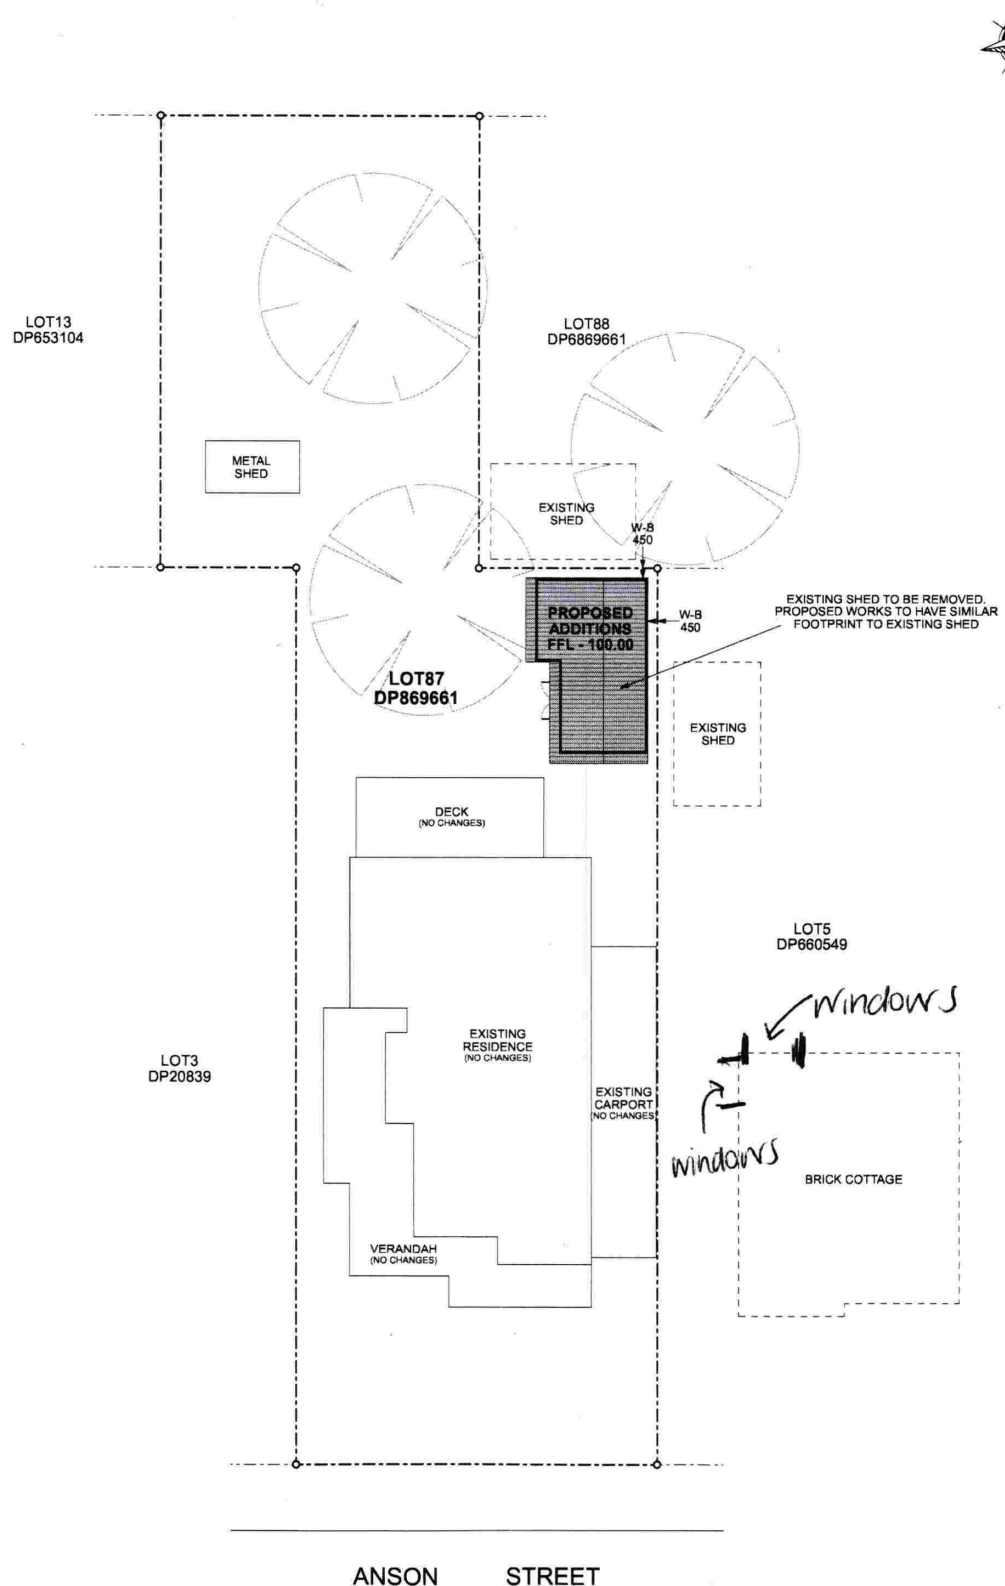 LOT13
DP653104
LOT88
DP6869661
METAL
SHED
EXISTING
SHED
W-B
450
EXISTING SHED TO BE REMOVED.
PROPOSED WORKS TO HAVE SIMILAR
FOOTPRINT TO EXISTING SHED
PROPOSED
ADDITIONS
FFL - 100.00
W-B
450
LOT87
DP869661
EXISTING
SHED
DECK
(NO CHANGES)
LOT5
DP660549
windows
LOT3
DP20839
EXISTING
RESIDENCE
(NO CHANGES)
EXISTING
CARPORT
(NO CHANGES)
windows
BRICK COTTAGE
VERANDAH
(NO CHANGES)
ANSON STREET